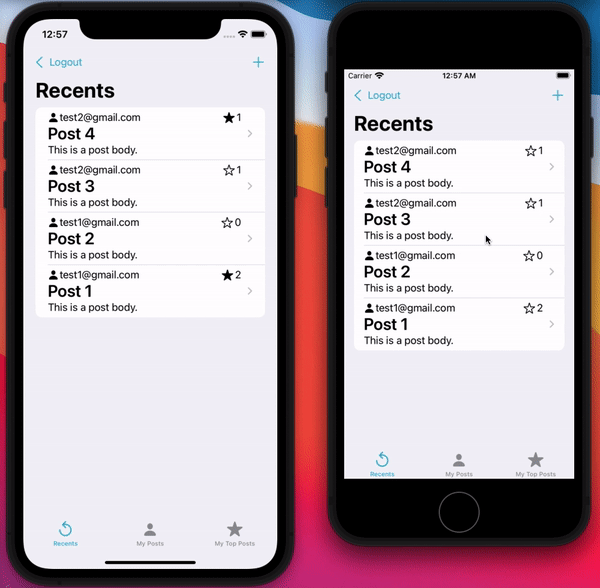 12:57
Logout
+
Recents
test2@gmail.com 1
Post 4
This is a post body.
test2@gmail.com 1
Post 3
This is a post body.
test1@gmail.com 0
Post 2
This is a post body.
test1@gmail.com 2
Post 1
This is a post body.
Recents My Posts My Top Posts
Carrier 12:57 AM
Logout
+
Recents
test2@gmail.com 1
Post 4
This is a post body.
test2@gmail.com 1
Post 3
This is a post body.
test1@gmail.com 0
Post 2
This is a post body.
test1@gmail.com 2
Post 1
This is a post body.
Recents My Posts My Top Posts